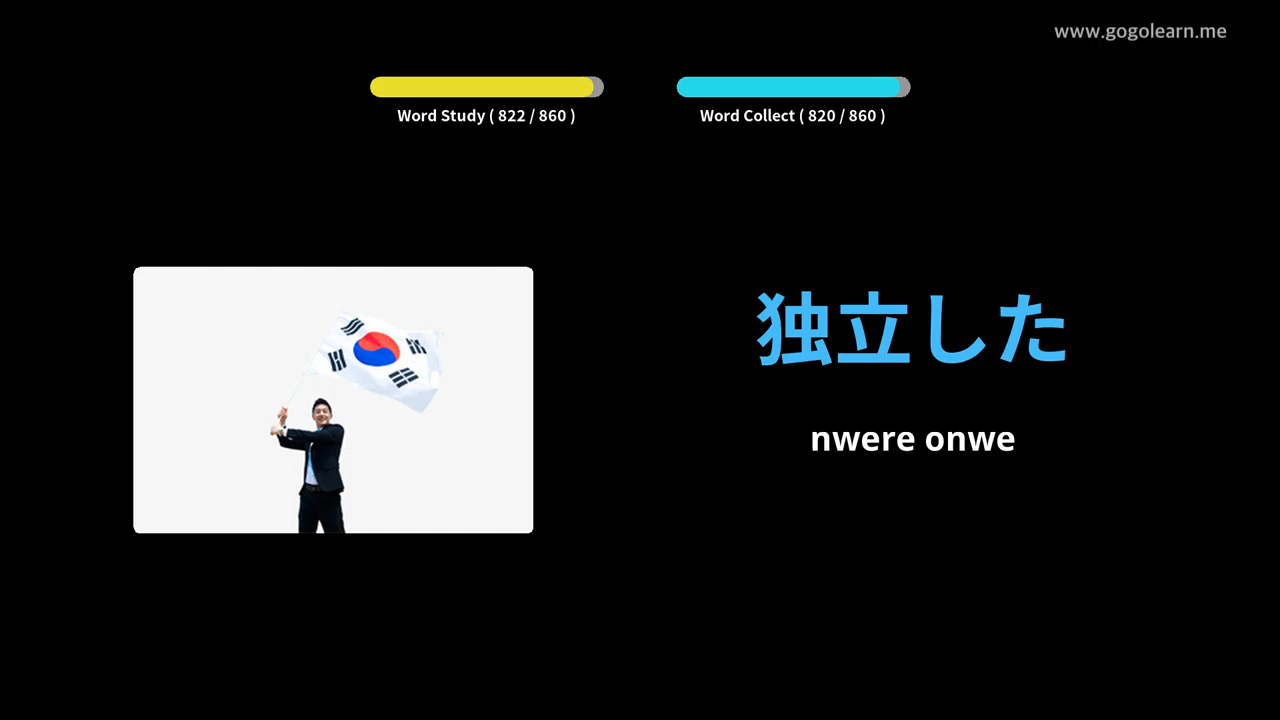 www.gogolearn.me
Word Study ( 822 / 860 )
Word Collect ( 820 / 860 )
独立した
nwere onwe